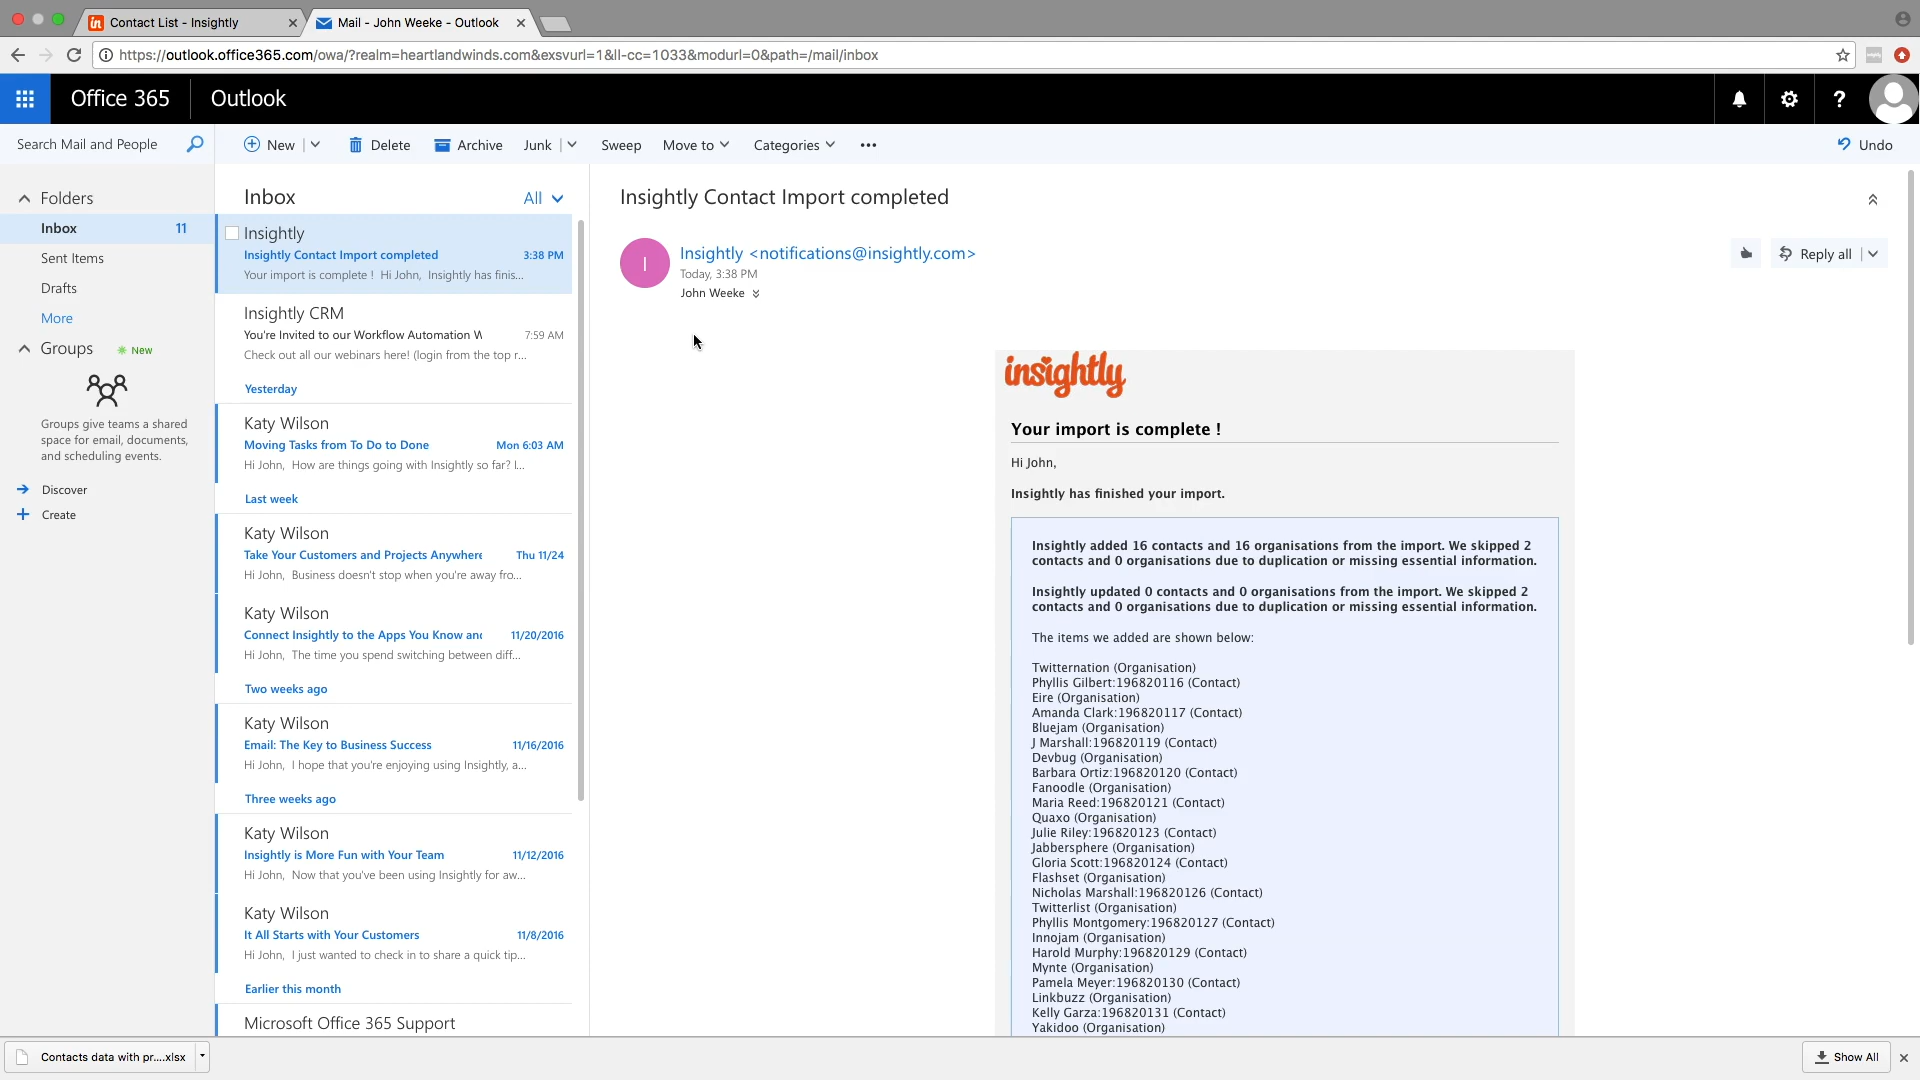 Contact List - Insightly
Mail - John Weeke - Outlook
https://outlook.office365.com/owa/?realm=heartlandwinds.com&exsvurl=1&ll-cc=1033&modurl=0&path=/mail/inbox
Office 365
Outlook
?
Search Mail and People
New
Delete
Archive
Junk
Sweep
Move to
Categories
Undo
Folders
Inbox 11
Sent Items
Drafts
More
Groups
New
Groups give teams a shared
space for email, documents,
and scheduling events.
Discover
Create
Inbox
All
Insightly
Insightly Contact Import completed 3:38 PM
Your import is complete ! Hi John, Insightly has finis...
Insightly CRM
You're Invited to our Workflow Automation W 7:59 AM
Check out all our webinars here! (login from the top r...
Yesterday
Katy Wilson
Moving Tasks from To Do to Done Mon 6:03 AM
Hi John, How are things going with Insightly so far? I...
Last week
Katy Wilson
Take Your Customers and Projects Anywhere Thu 11/24
Hi John, Business doesn't stop when you're away fro...
Katy Wilson
Connect Insightly to the Apps You Know and 11/20/2016
Hi John, The time you spend switching between diff...
Two weeks ago
Katy Wilson
Email: The Key to Business Success 11/16/2016
Hi John, I hope that you're enjoying using Insightly, a...
Three weeks ago
Katy Wilson
Insightly is More Fun with Your Team 11/12/2016
Hi John, Now that you've been using Insightly for aw...
Katy Wilson
It All Starts with Your Customers 11/8/2016
Hi John, I just wanted to check in to share a quick tip...
Earlier this month
Microsoft Office 365 Support
Insightly Contact Import completed
I
Insightly <notifications@insightly.com>
Today, 3:38 PM
John Weeke
Reply all
insightly
Your import is complete !
Hi John,
Insightly has finished your import.
Insightly added 16 contacts and 16 organisations from the import. We skipped 2
contacts and 0 organisations due to duplication or missing essential information.
Insightly updated 0 contacts and 0 organisations from the import. We skipped 2
contacts and 0 organisations due to duplication or missing essential information.
The items we added are shown below:
Twitternation (Organisation)
Phyllis Gilbert:196820116 (Contact)
Eire (Organisation)
Amanda Clark:196820117 (Contact)
Bluejam (Organisation)
J Marshall:196820119 (Contact)
Devbug (Organisation)
Barbara Ortiz:196820120 (Contact)
Fanoodle (Organisation)
Maria Reed:196820121 (Contact)
Quaxo (Organisation)
Julie Riley:196820123 (Contact)
Jabbersphere (Organisation)
Gloria Scott:196820124 (Contact)
Flashset (Organisation)
Nicholas Marshall:196820126 (Contact)
Twitterlist (Organisation)
Phyllis Montgomery:196820127 (Contact)
Innojam (Organisation)
Harold Murphy:196820129 (Contact)
Mynte (Organisation)
Pamela Meyer:196820130 (Contact)
Linkbuzz (Organisation)
Kelly Garza:196820131 (Contact)
Yakidoo (Organisation)
Contacts data with pr....xlsx
Show All